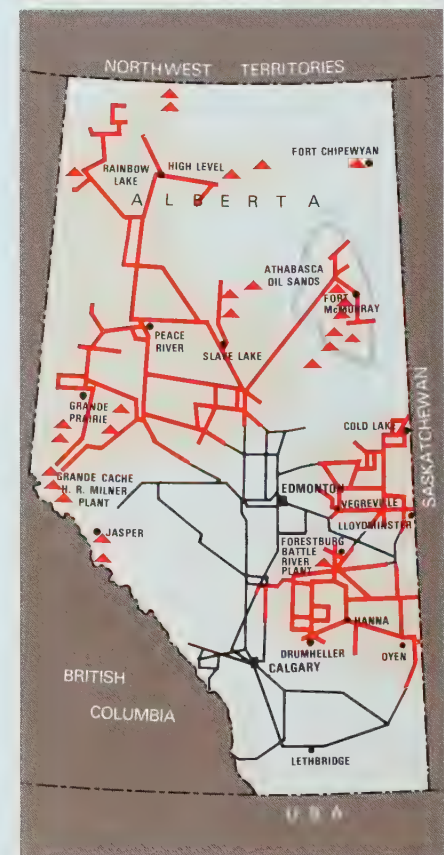 NORTHWEST TERRITORIES
FORT CHIPEWYAN
RAINBOW
LAKE
HIGH LEVEL
ALBERTA
ATHABASCA
OIL SANDS
FORT
McMURRAY
PEACE
RIVER
SLAVE LAKE
GRANDE
PRAIRIE
COLD LAKE
SASKATCHEWAN
GRANDE CACHE
H. R. MILNER
PLANT
EDMONTON
VEGREVILLE
LLOYDMINSTER
JASPER
FORESTBURG
BATTLE
RIVER
PLANT
HANNA
DRUMHELLER
OYEN
CALGARY
BRITISH
COLUMBIA
LETHBRIDGE
U.S.A.